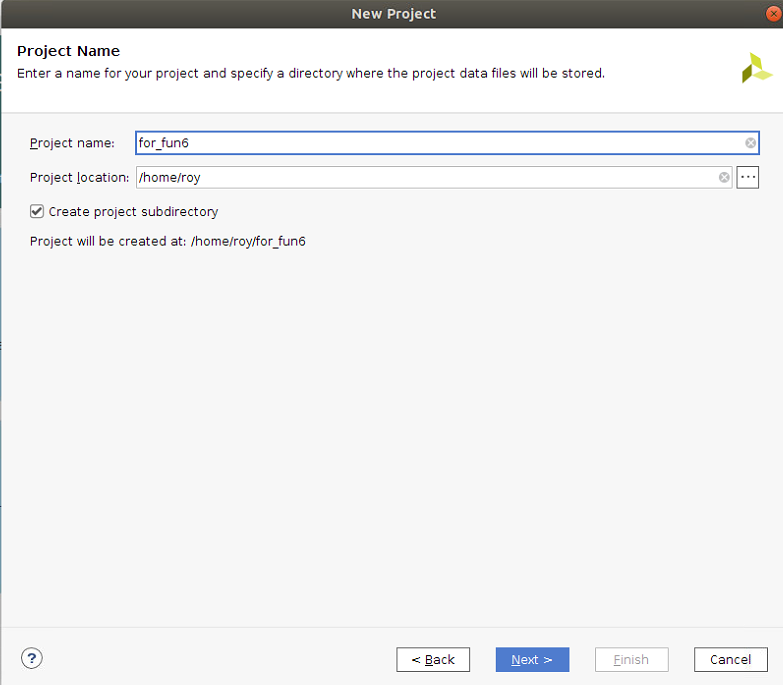 New Project
Project Name
Enter a name for your project and specify a directory where the project data files will be stored.
Project name: for_fun6
Project location: /home/roy ...
Create project subdirectory
Project will be created at: /home/roy/for_fun6
? < Back Next > Finish Cancel